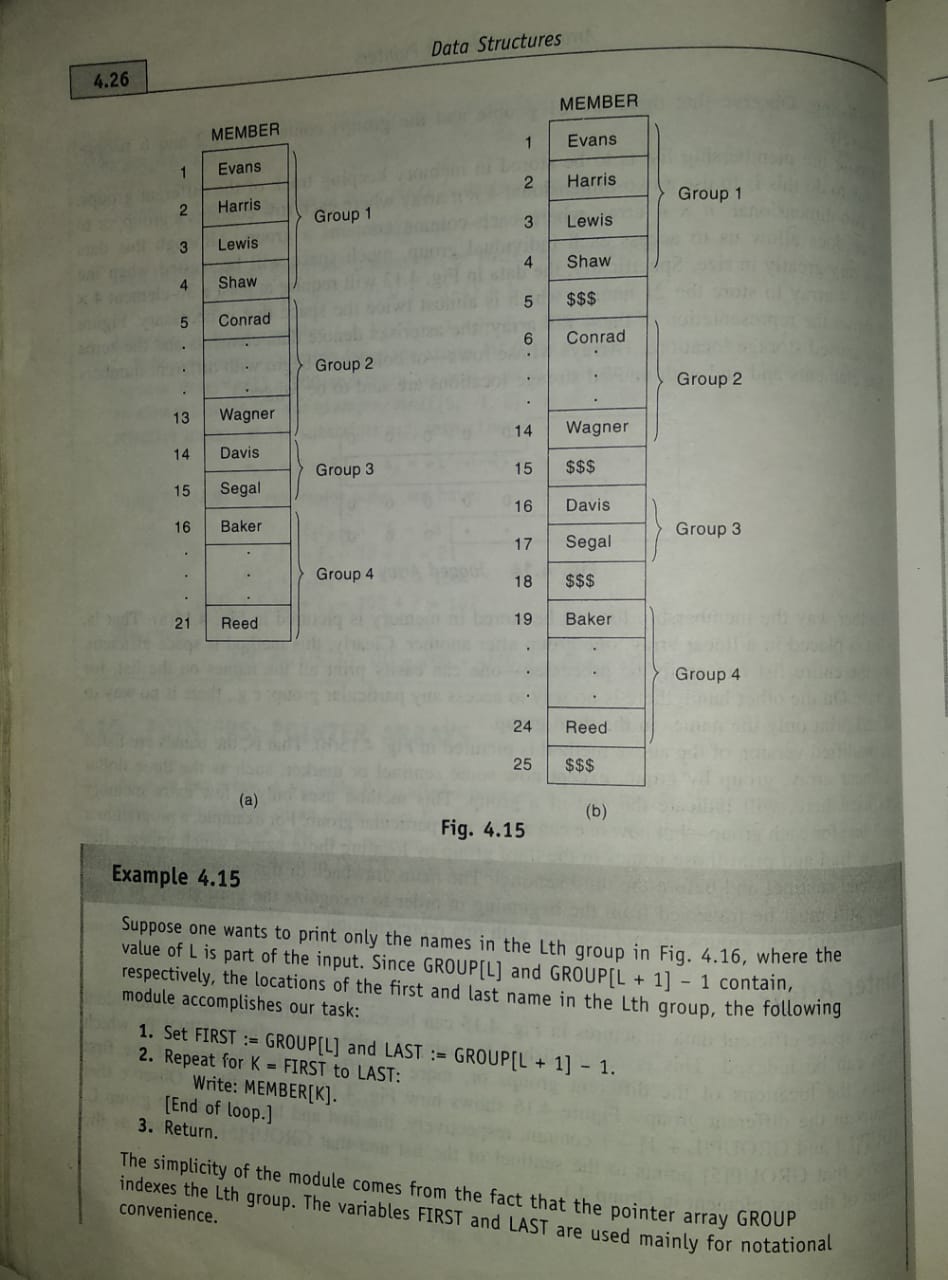 Data Structures
4.26
MEMBER
1 Evans
2 Harris
3 Lewis
4 Shaw
Group 1
5 Conrad
. .
. .
. .
Group 2
13 Wagner
14 Davis
15 Segal
Group 3
16 Baker
. .
. .
. .
Group 4
21 Reed
(a)
MEMBER
1 Evans
2 Harris
3 Lewis
4 Shaw
Group 1
5 $$$
6 Conrad
. .
. .
. .
Group 2
14 Wagner
15 $$$
16 Davis
17 Segal
Group 3
18 $$$
19 Baker
. .
. .
. .
Group 4
24 Reed
25 $$$
(b)
Fig. 4.15
Example 4.15
Suppose one wants to print only the names in the Lth group in Fig. 4.16, where the
value of L is part of the input. Since GROUP[L] and GROUP[L + 1] – 1 contain,
respectively, the locations of the first and last name in the Lth group, the following
module accomplishes our task:
1. Set FIRST := GROUP[L] and LAST := GROUP[L + 1] – 1.
2. Repeat for K = FIRST to LAST:
Write: MEMBER[K].
[End of loop.]
3. Return.
The simplicity of the module comes from the fact that the pointer array GROUP
indexes the Lth group. The variables FIRST and LAST are used mainly for notational
convenience.